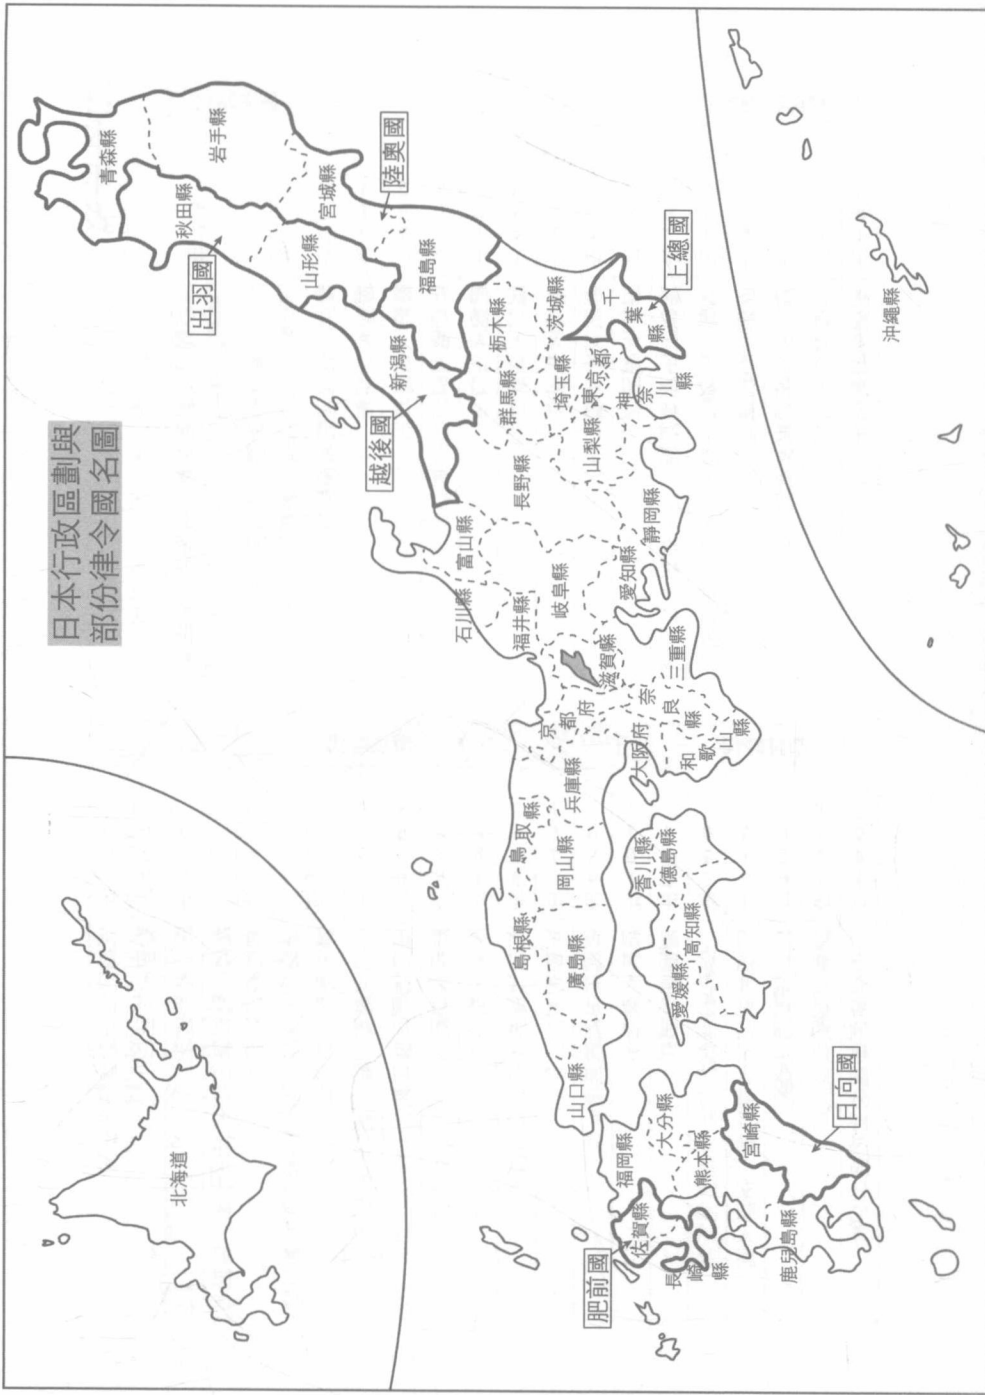 日本行政區劃與
部份律令國名圖
北海道
青森縣
岩手縣
秋田縣
宮城縣
山形縣
福島縣
陸奧國
出羽國
新潟縣
越後國
栃木縣
茨城縣
群馬縣
埼玉縣
東京都
千葉縣
上總國
神奈川縣
山梨縣
長野縣
靜岡縣
富山縣
石川縣
福井縣
岐阜縣
愛知縣
滋賀縣
三重縣
京都府
奈良縣
大阪府
和歌山縣
兵庫縣
鳥取縣
岡山縣
島根縣
廣島縣
山口縣
香川縣
德島縣
愛媛縣
高知縣
福岡縣
大分縣
佐賀縣
長崎縣
熊本縣
宮崎縣
鹿兒島縣
肥前國
日向國
沖繩縣